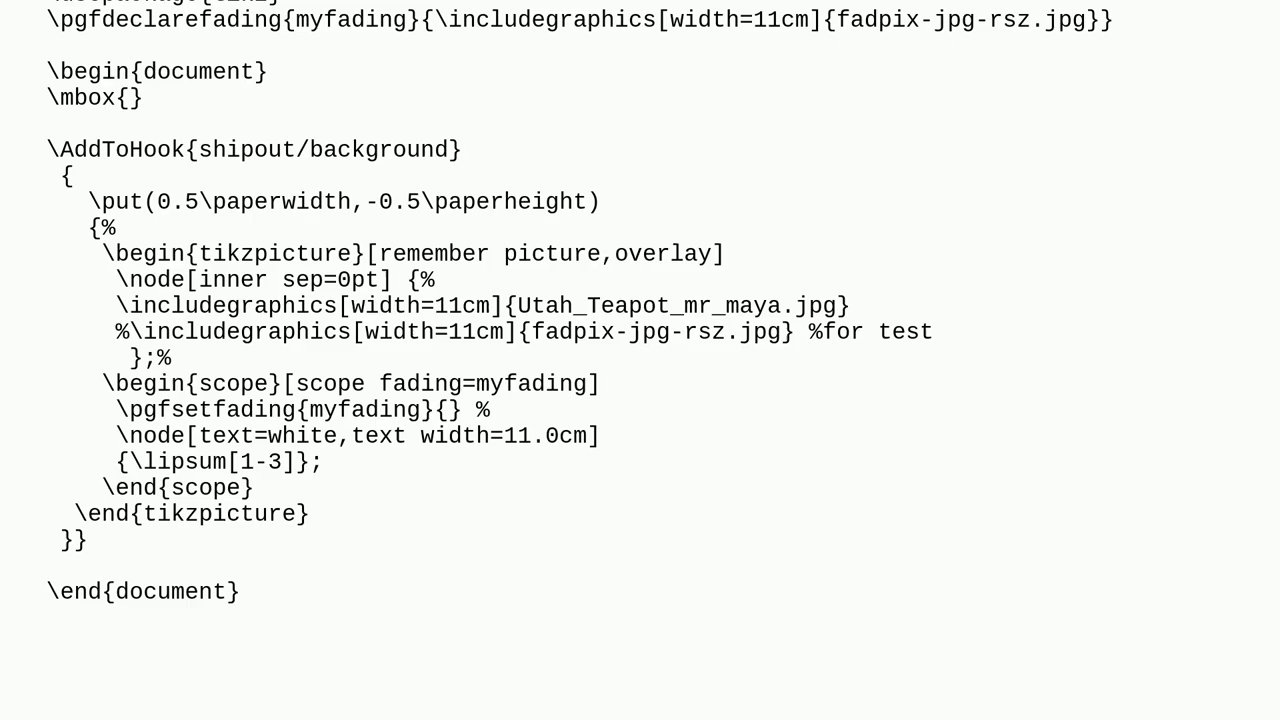 \pgfdeclarefading{myfading}{\includegraphics[width=11cm]{fadpix-jpg-rsz.jpg}}
\begin{document}
\mbox{}
\AddToHook{shipout/background}
{
\put(0.5\paperwidth,-0.5\paperheight)
{%
\begin{tikzpicture}[remember picture,overlay]
\node[inner sep=0pt] {%
\includegraphics[width=11cm]{Utah_Teapot_mr_maya.jpg}
%\includegraphics[width=11cm]{fadpix-jpg-rsz.jpg} %for test
};%
\begin{scope}[scope fading=myfading]
\pgfsetfading{myfading}{} %
\node[text=white,text width=11.0cm]
{\lipsum[1-3]};
\end{scope}
\end{tikzpicture}
}}
\end{document}